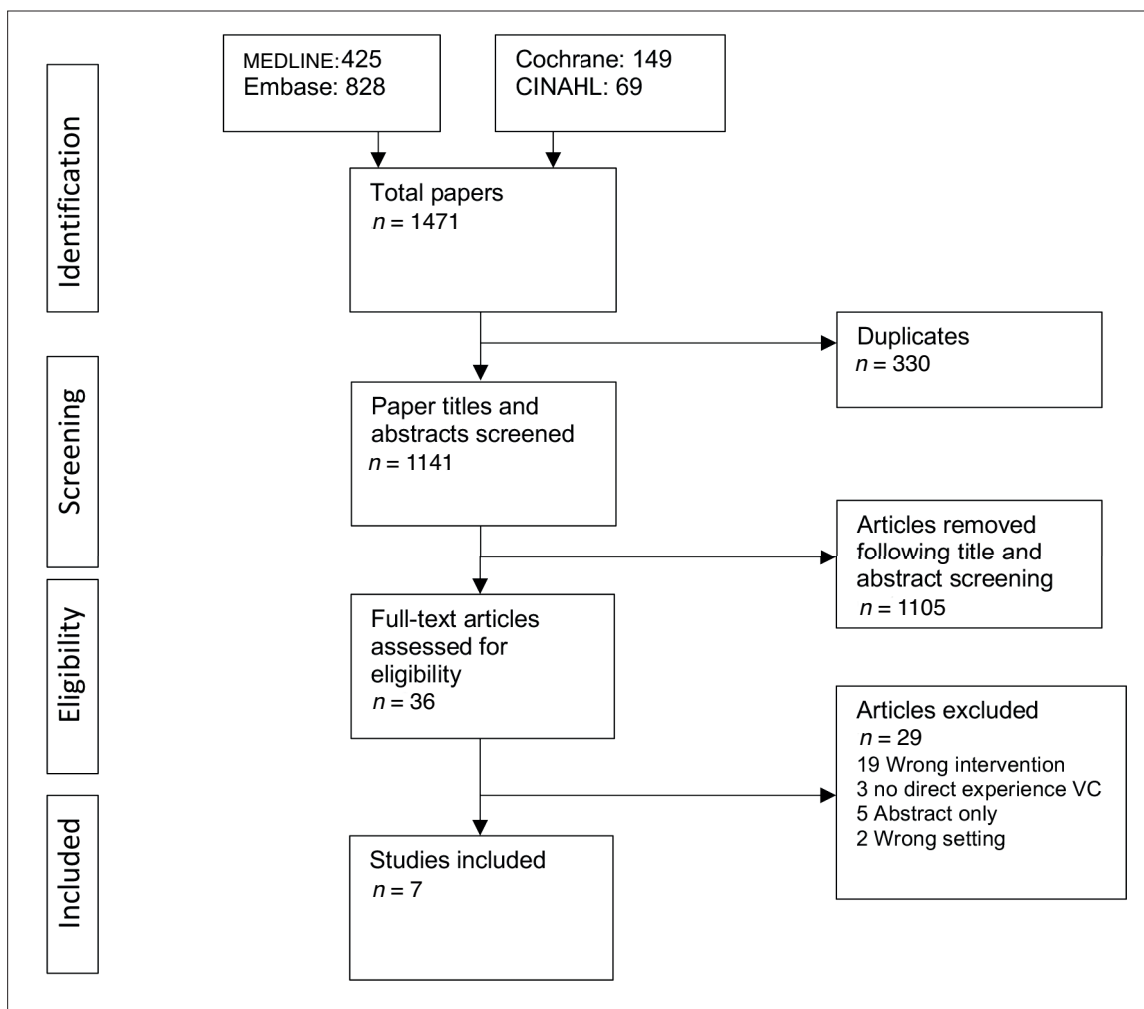 MEDLINE: 425
Embase: 828
Cochrane: 149
CINAHL: 69
Identification
Total papers
n = 1471
Duplicates
n = 330
Screening
Paper titles and
abstracts screened
n = 1141
Articles removed
following title and
abstract screening
n = 1105
Eligibility
Full-text articles
assessed for
eligibility
n = 36
Articles excluded
n = 29
19 Wrong intervention
3 no direct experience VC
5 Abstract only
2 Wrong setting
Included
Studies included
n = 7